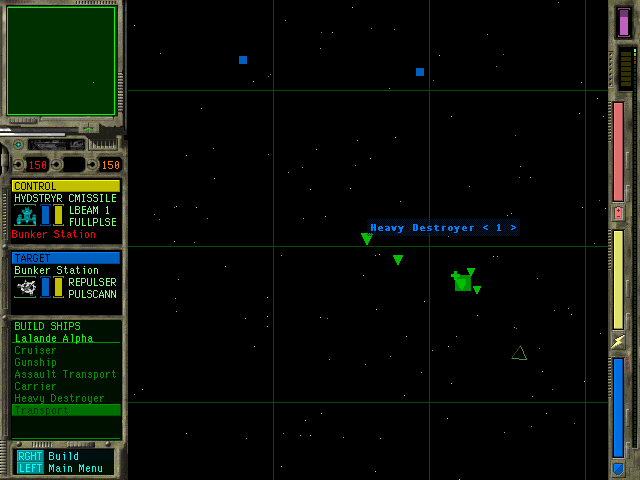 150 150
CONTROL
HVDSTRYR CMISSILE
LBEAM 1
FULLPLSE
Bunker Station
TARGET
Bunker Station
REPULSER
PULSCANN
BUILD SHIPS
Lalande Alpha
Cruiser
Gunship
Assault Transport
Carrier
Heavy Destroyer
Transport
RGHT Build
LEFT Main Menu
Heavy Destroyer < 1 >